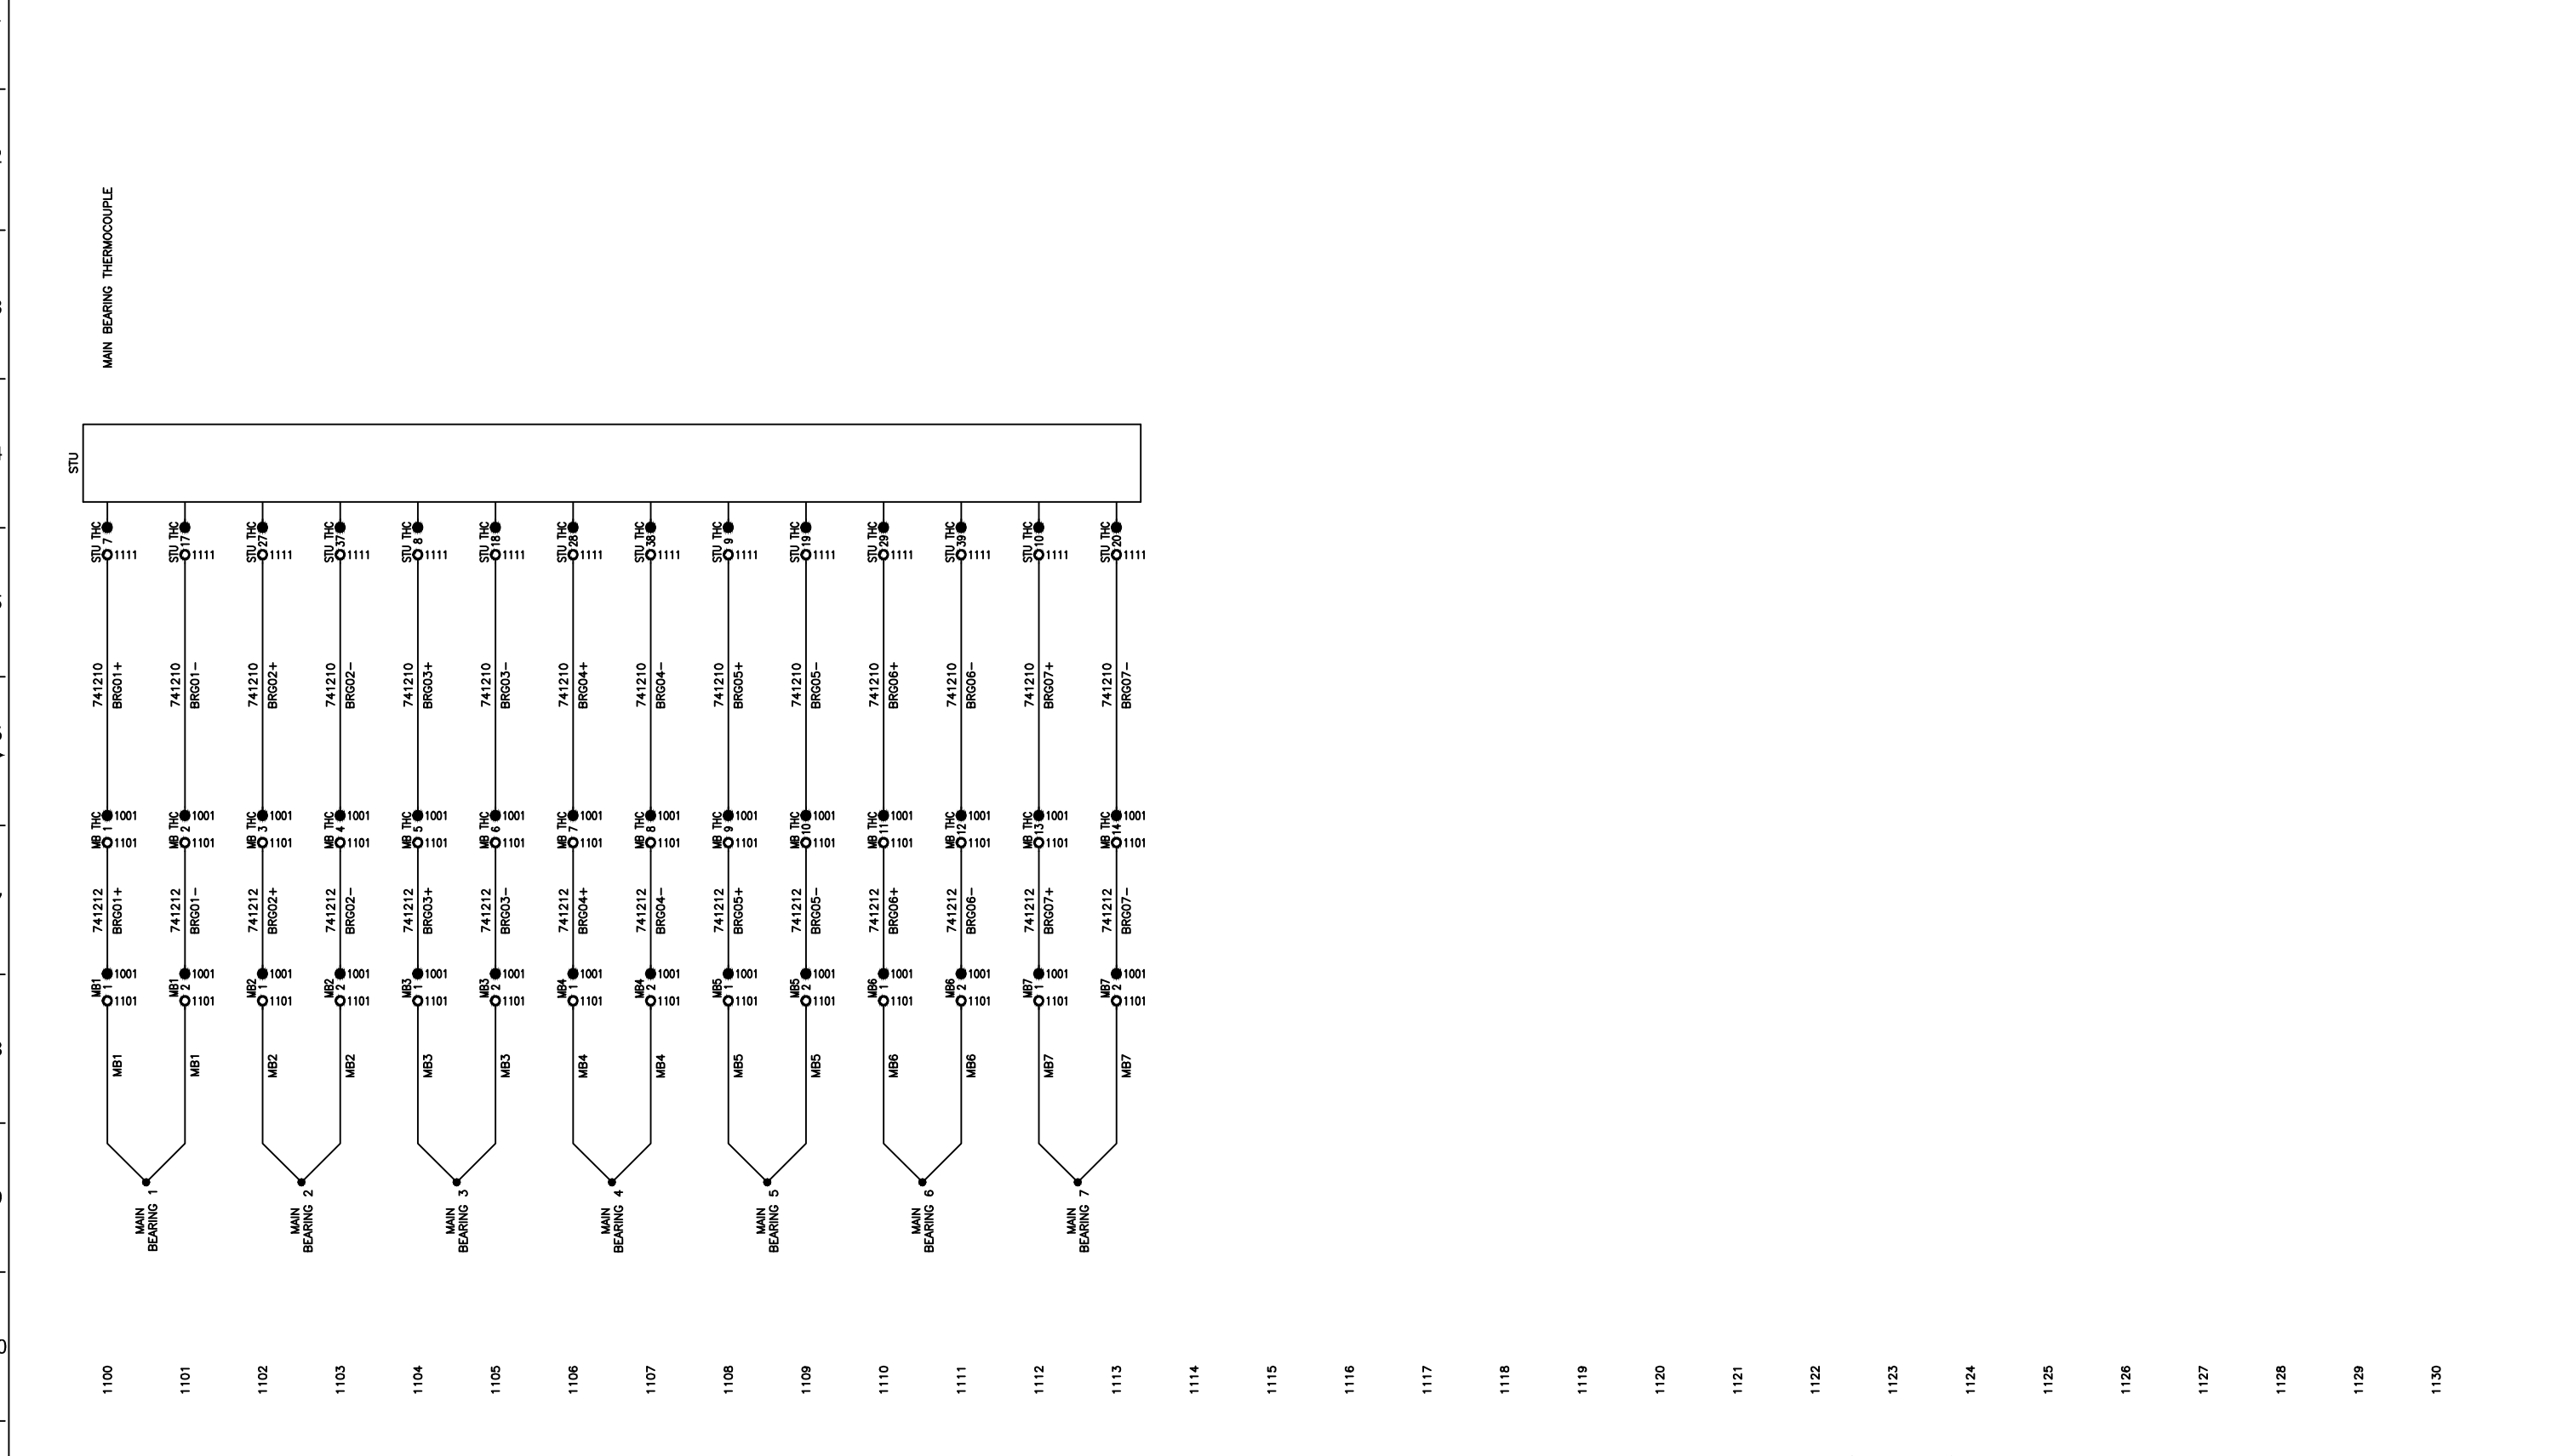 STU
MB1 741212 MB THC 741210 STU THC
1100 1 1 7 MAIN BEARING THERMOCOUPLE
MB1 1101 1001 BRG01+ 1101 1001 BRG01+ 1111
MAIN
BEARING 1
MB1 741212 MB THC 741210 STU THC
1101 2 2 17
MB1 1101 1001 BRG01- 1101 1001 BRG01- 1111
MB2 741212 MB THC 741210 STU THC
1102 1 3 27
MB2 1101 1001 BRG02+ 1101 1001 BRG02+ 1111
MAIN
BEARING 2
MB2 741212 MB THC 741210 STU THC
1103 2 4 37
MB2 1101 1001 BRG02- 1101 1001 BRG02- 1111
MB3 741212 MB THC 741210 STU THC
1104 1 5 8
MB3 1101 1001 BRG03+ 1101 1001 BRG03+ 1111
MAIN
BEARING 3
MB3 741212 MB THC 741210 STU THC
1105 2 6 18
MB3 1101 1001 BRG03- 1101 1001 BRG03- 1111
MB4 741212 MB THC 741210 STU THC
1106 1 7 28
MB4 1101 1001 BRG04+ 1101 1001 BRG04+ 1111
MAIN
BEARING 4
MB4 741212 MB THC 741210 STU THC
1107 2 8 38
MB4 1101 1001 BRG04- 1101 1001 BRG04- 1111
MB5 741212 MB THC 741210 STU THC
1108 1 9 9
MB5 1101 1001 BRG05+ 1101 1001 BRG05+ 1111
MAIN
BEARING 5
MB5 741212 MB THC 741210 STU THC
1109 2 10 19
MB5 1101 1001 BRG05- 1101 1001 BRG05- 1111
MB6 741212 MB THC 741210 STU THC
1110 1 11 29
MB6 1101 1001 BRG06+ 1101 1001 BRG06+ 1111
MAIN
BEARING 6
MB6 741212 MB THC 741210 STU THC
1111 2 12 39
MB6 1101 1001 BRG06- 1101 1001 BRG06- 1111
MB7 741212 MB THC 741210 STU THC
1112 1 13 10
MB7 1101 1001 BRG07+ 1101 1001 BRG07+ 1111
MAIN
BEARING 7
MB7 741212 MB THC 741210 STU THC
1113 2 14 20
MB7 1101 1001 BRG07- 1101 1001 BRG07- 1111
1114
1115
1116
1117
1118
1119
1120
1121
1122
1123
1124
1125
1126
1127
1128
1129
1130